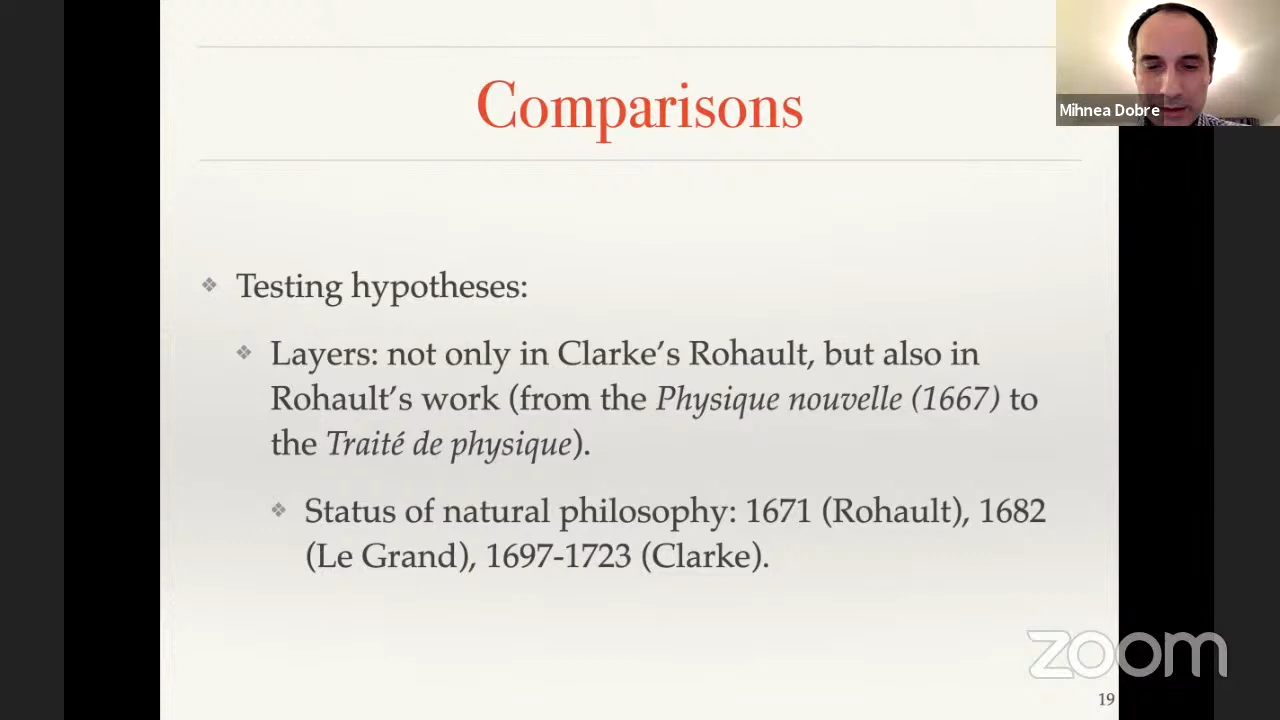 Comparisons
Mihnea Dobre
Testing hypotheses:
Layers: not only in Clarke’s Rohault, but also in
Rohault’s work (from the Physique nouvelle (1667) to
the Traité de physique).
Status of natural philosophy: 1671 (Rohault), 1682
(Le Grand), 1697-1723 (Clarke).
zoom
19